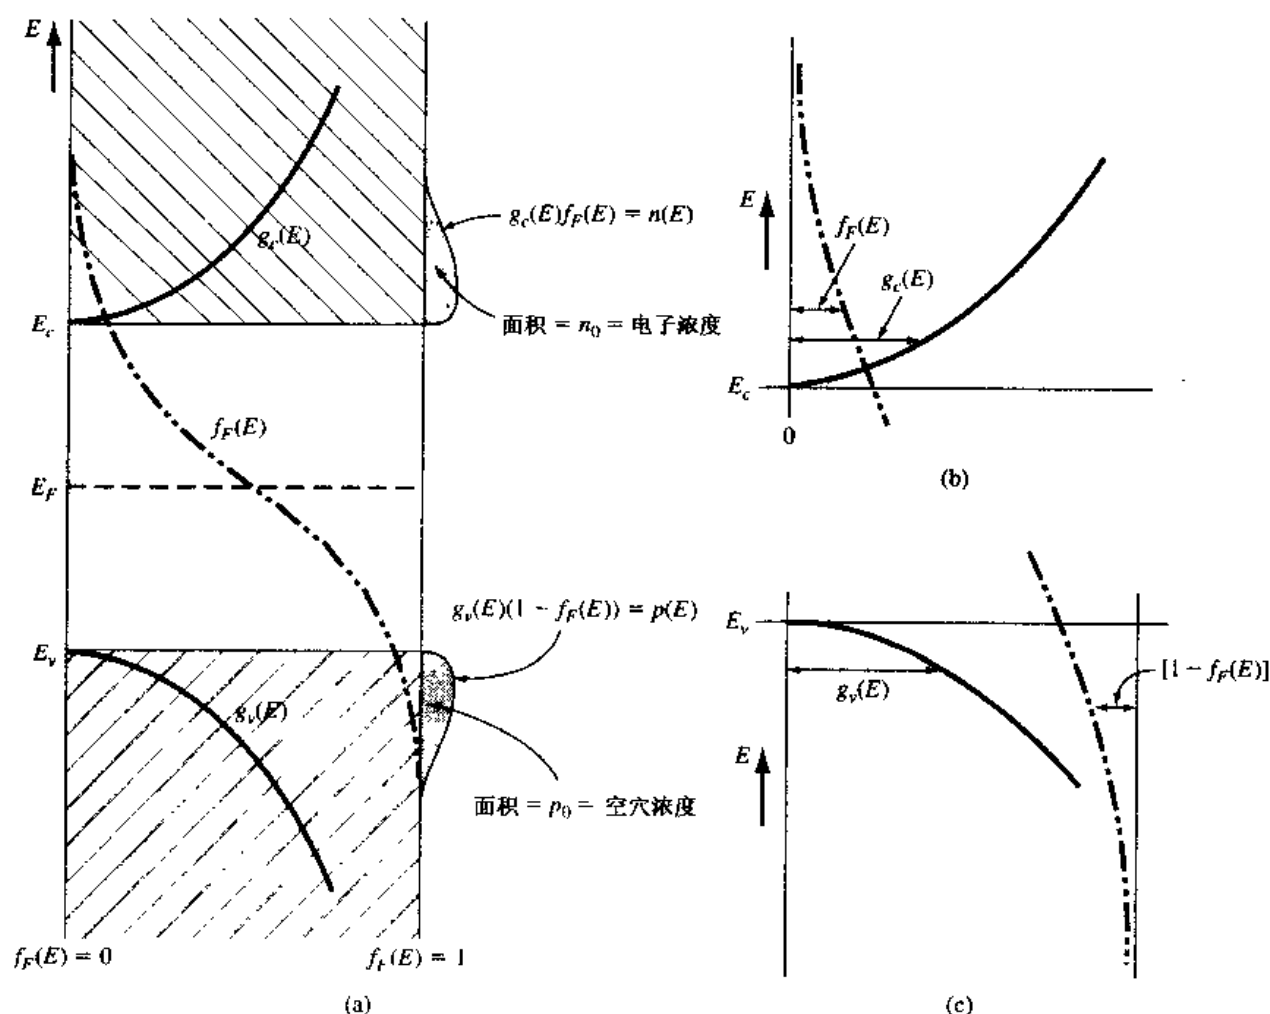 E
g_c(E)
g_c(E)f_F(E) = n(E)
面积 = n_0 = 电子浓度
E_c
f_F(E)
E_F
g_v(E)(1 − f_F(E)) = p(E)
E_v
g_v(E)
面积 = p_0 = 空穴浓度
f_F(E) = 0
f_F(E) = 1
(a)
E
f_F(E)
g_c(E)
E_c
0
(b)
E_v
[1 − f_F(E)]
g_v(E)
E
(c)